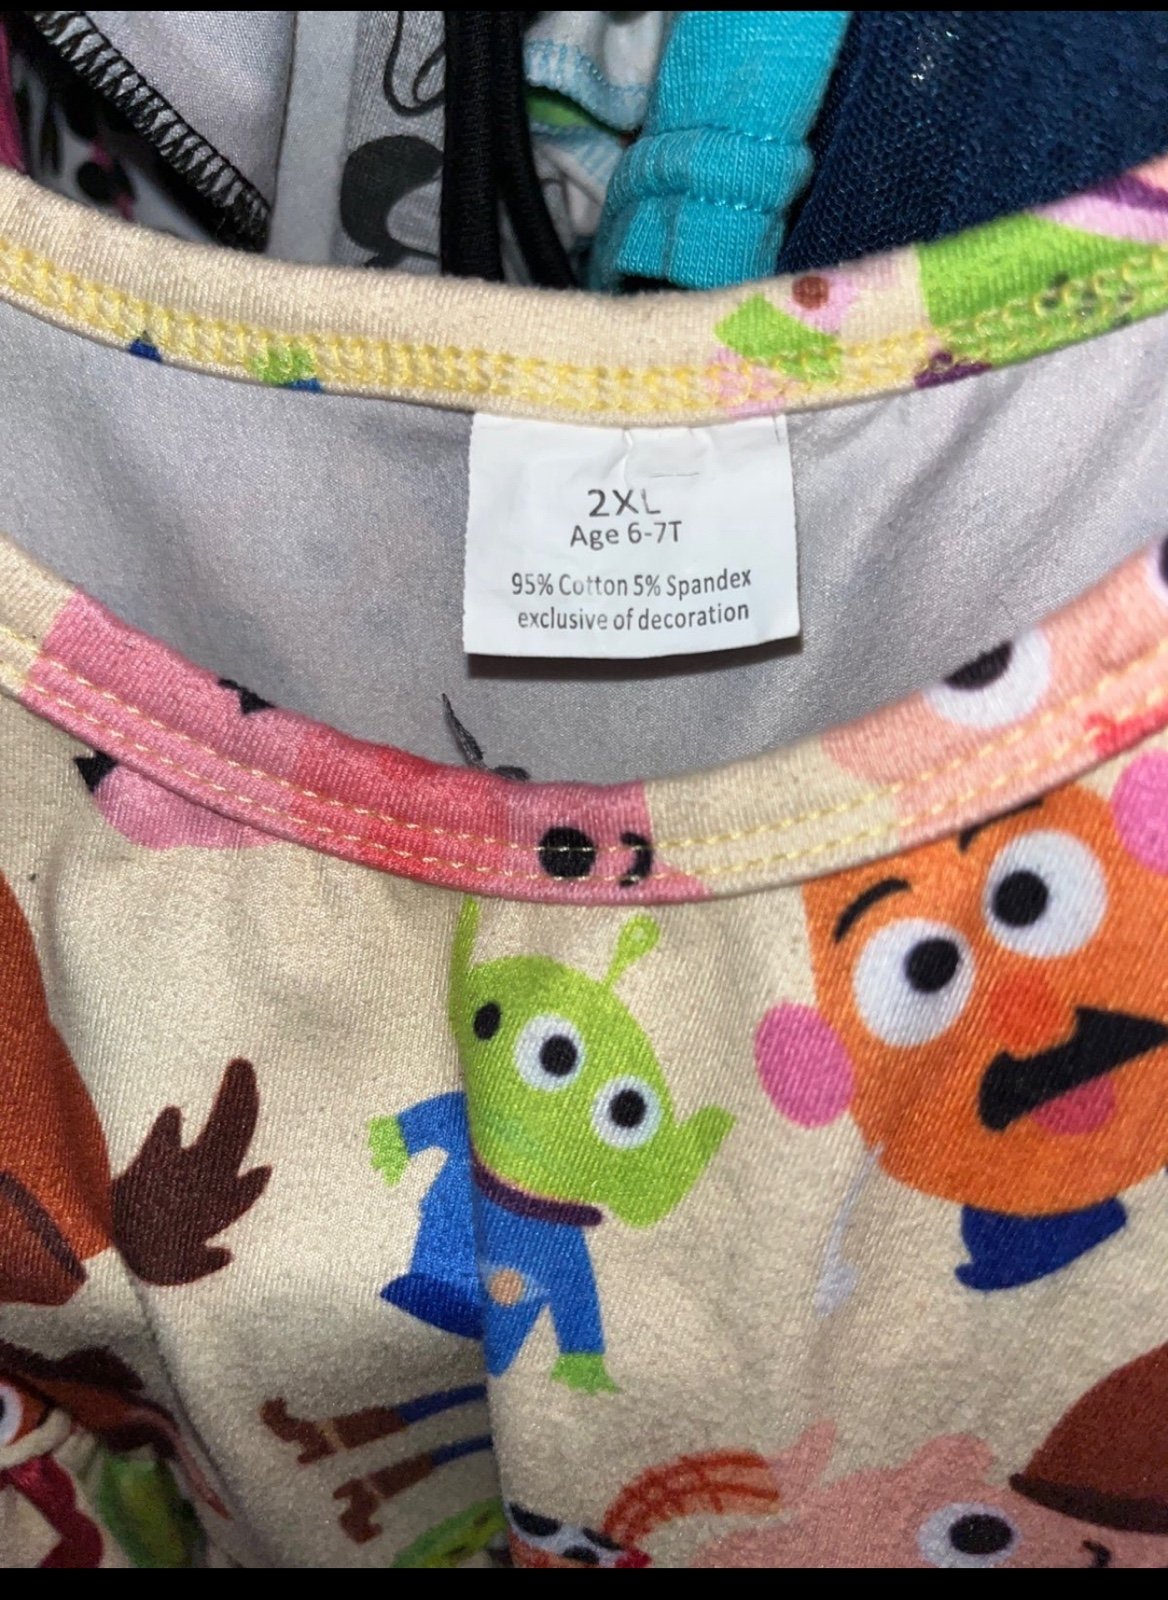 2XL
Age 6-7T
95% Cotton 5% Spandex
exclusive of decoration